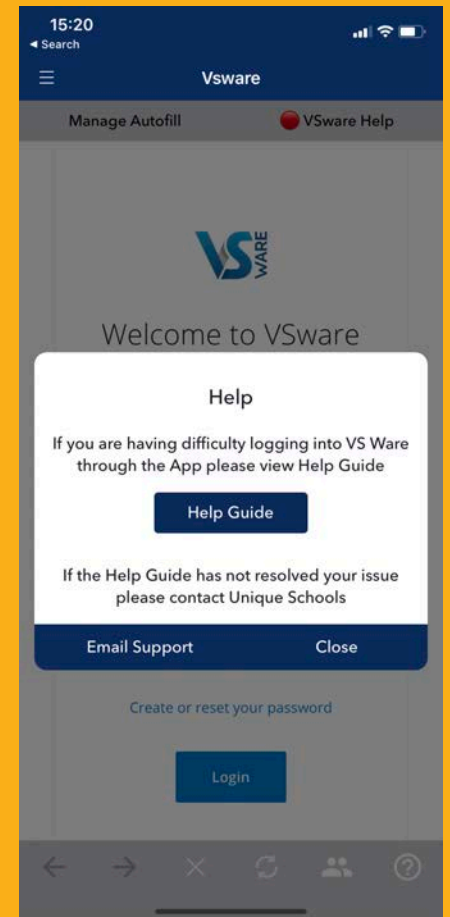 15:20
◀ Search
Vsware
Manage Autofill
VSware Help
VS
WARE
Welcome to VSware
Help
If you are having difficulty logging into VS Ware
through the App please view Help Guide
Help Guide
If the Help Guide has not resolved your issue
please contact Unique Schools
Email Support
Close
Create or reset your password
Login